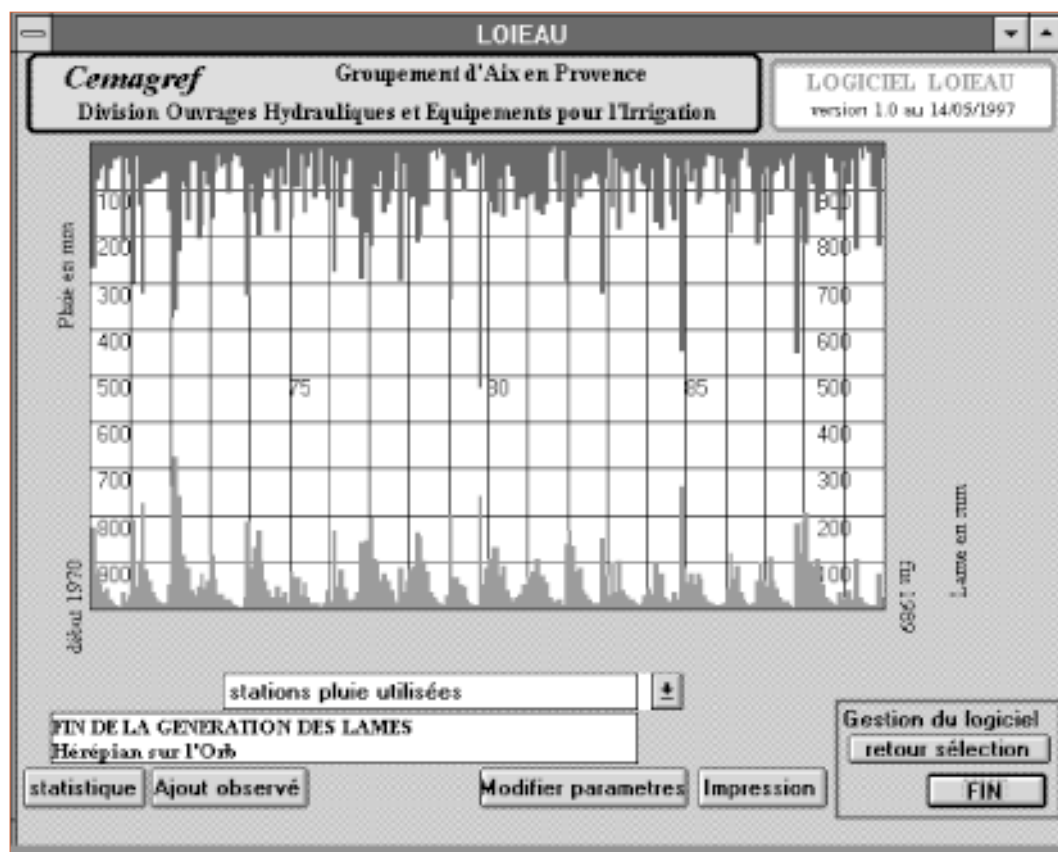 LOIEAU
Cemagref Groupement d'Aix en Provence
Division Ouvrages Hydrauliques et Equipements pour l'Irrigation
LOGICIEL LOIEAU
version 1.0 au 14/05/1997
Pluie en mm
100 900
200 800
300 700
400 600
500 75 80 85 500
600 400
700 300
800 200
900 100
début 1970
fin 1989
Lame en mm
stations pluie utilisées
FIN DE LA GENERATION DES LAMES
Hérépian sur l'Orb
Gestion du logiciel
retour sélection
statistique Ajout observé Modifier parametres Impression FIN